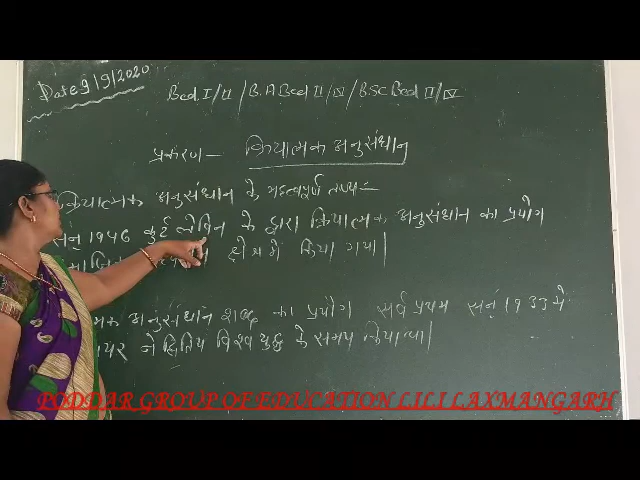 Date 9/9/2020
Bed I/II / B.A Bed II/IV / BSC Bed II/IV
प्रकरण— क्रियात्मक अनुसंधान
क्रियात्मक अनुसंधान के महत्वपूर्ण तथ्य:—
सन् 1946 कुर्ट लेविन के द्वारा क्रियात्मक अनुसंधान का प्रयोग
क्षेत्र में किया गया|
अनुसंधान शब्द का प्रयोग सर्व प्रथम सन् 1933 मे
ने द्वितिय विश्व युद्ध के समय किया था|
PODDAR GROUP OF EDUCATION LILI LAXMANGARH